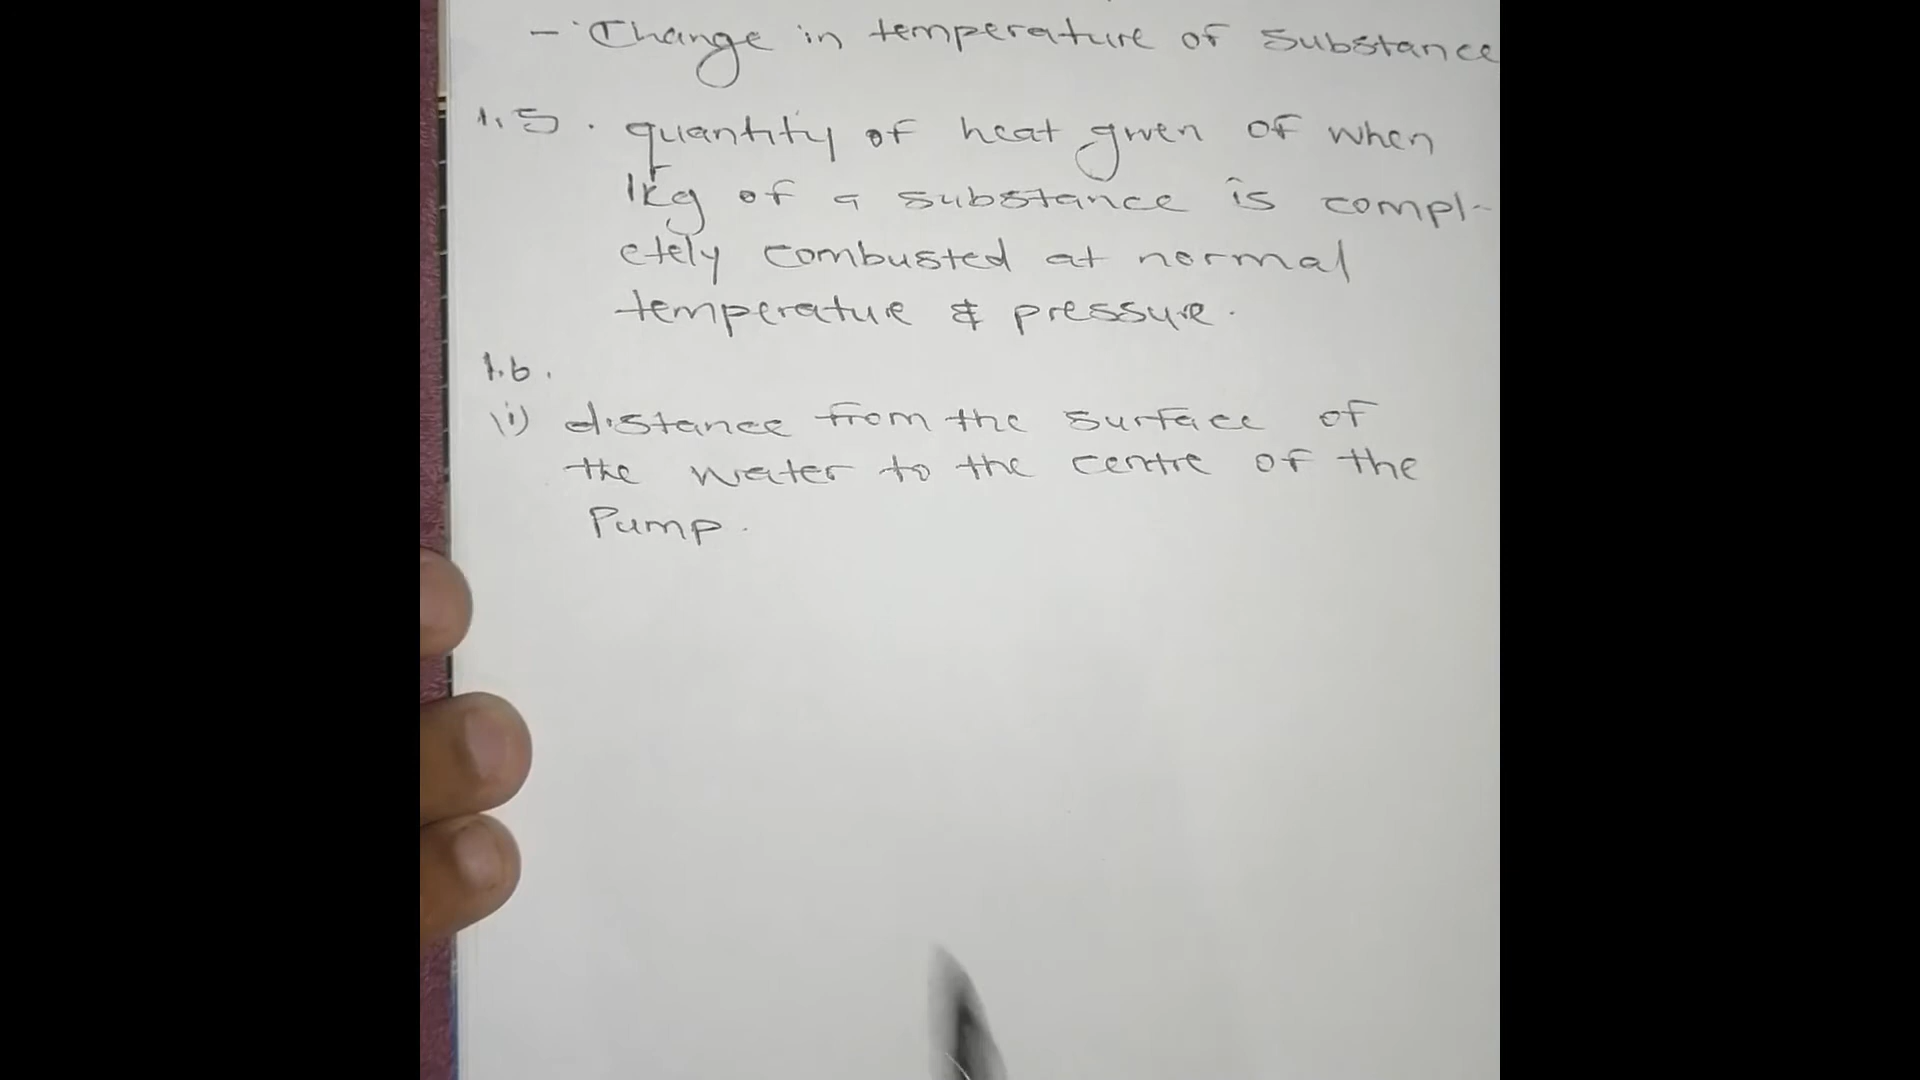 - Change in temperature of substance
1.5. quantity of heat given of when
1kg of a substance is compl-
etely combusted at normal
temperature & pressure.
1.6.
(i) distance from the surface of
the water to the centre of the
Pump.